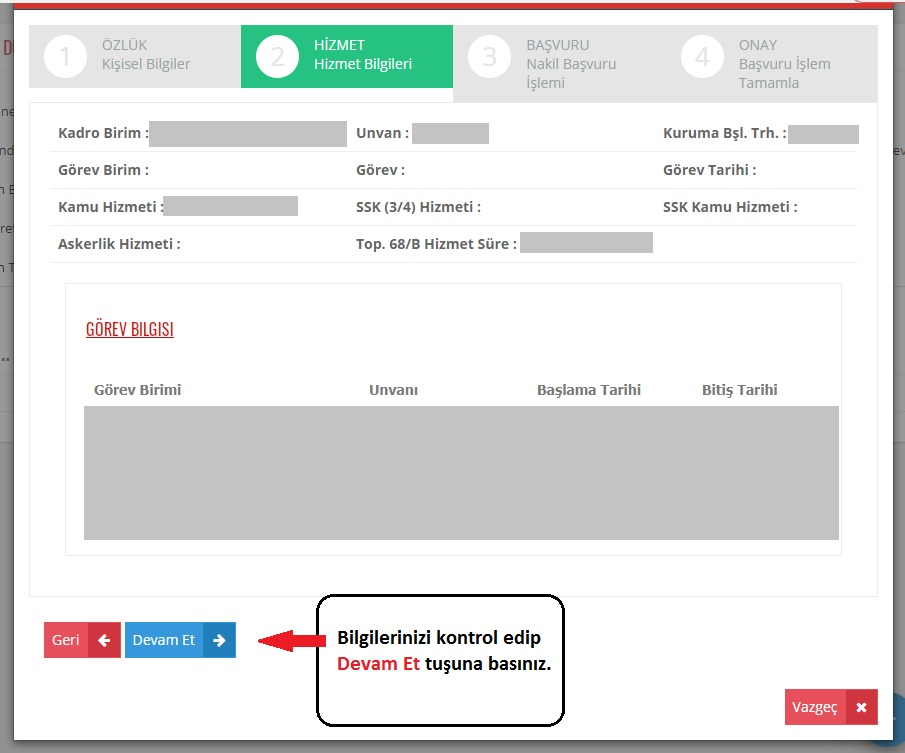 1
ÖZLÜK
Kişisel Bilgiler
2
HİZMET
Hizmet Bilgileri
3
BAŞVURU
Nakil Başvuru
İşlemi
4
ONAY
Başvuru İşlem
Tamamla
Kadro Birim : Unvan : Kuruma Bşl. Trh. :
Görev Birim : Görev : Görev Tarihi :
Kamu Hizmeti : SSK (3/4) Hizmeti : SSK Kamu Hizmeti :
Askerlik Hizmeti : Top. 68/B Hizmet Süre :
GÖREV BILGISI
Görev Birimi Unvanı Başlama Tarihi Bitiş Tarihi
Geri Devam Et
Bilgilerinizi kontrol edip
Devam Et tuşuna basınız.
Vazgeç